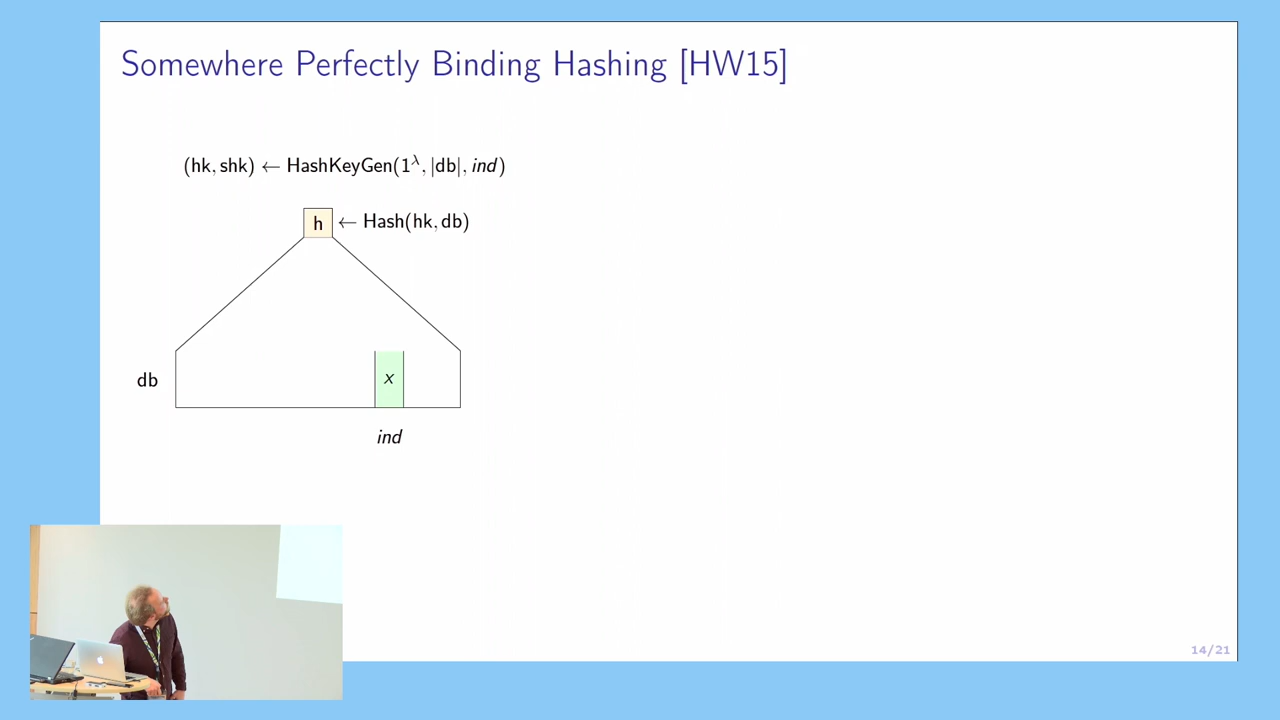 Somewhere Perfectly Binding Hashing [HW15]
(hk, shk) ← HashKeyGen(1^λ, |db|, ind)
h ← Hash(hk, db)
db
x
ind
14/21